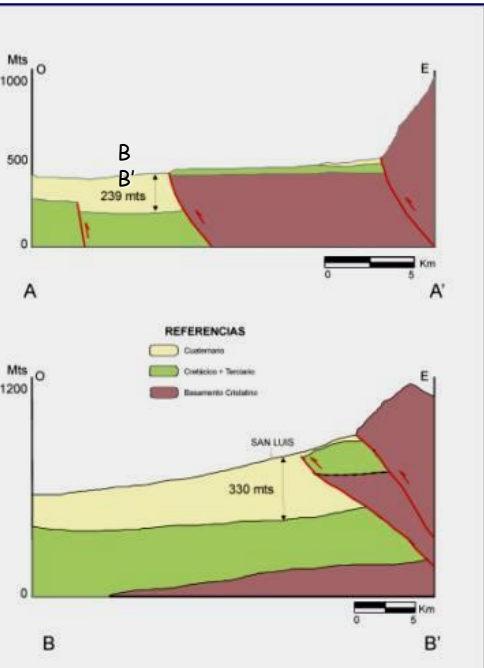 Mts
1000
O
E
B
B'
500
239 mts
0
0 5 Km
A
A'
REFERENCIAS
Cuaternario
Cretácico + Terciario
Basamento Cristalino
Mts
1200
O
E
SAN LUIS
330 mts
0
0 5 Km
B
B'